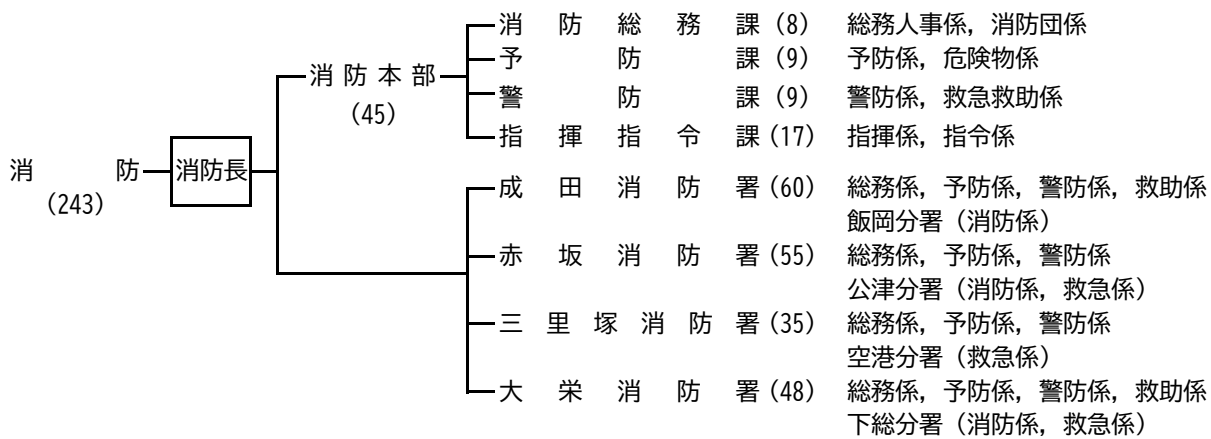 消防総務課(8) 総務人事係，消防団係
予防課(9) 予防係，危険物係
消防本部
警防課(9) 警防係，救急救助係
(45)
指揮指令課(17) 指揮係，指令係
消防 消防長
(243)
成田消防署(60) 総務係，予防係，警防係，救助係
飯岡分署（消防係）
赤坂消防署(55) 総務係，予防係，警防係
公津分署（消防係，救急係）
三里塚消防署(35) 総務係，予防係，警防係
空港分署（救急係）
大栄消防署(48) 総務係，予防係，警防係，救助係
下総分署（消防係，救急係）